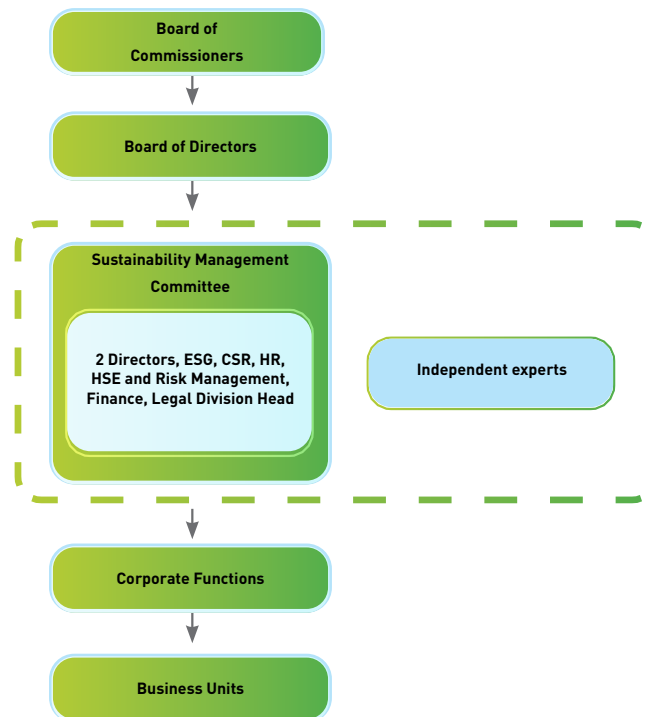 Board of
Commissioners
Board of Directors
Sustainability Management
Committee
2 Directors, ESG, CSR, HR,
HSE and Risk Management,
Finance, Legal Division Head
Independent experts
Corporate Functions
Business Units